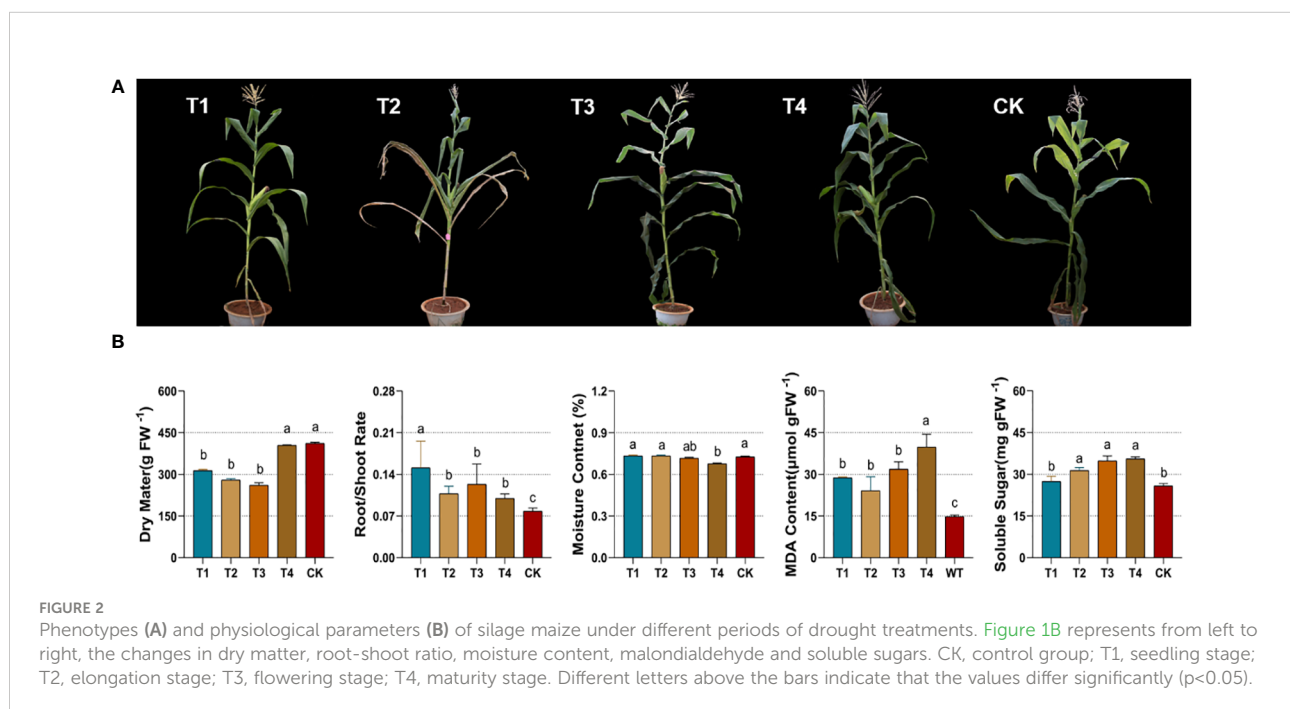 A
T1
T2
T3
T4
CK
B
Dry Mater(g FW -1)
600
450
300
150
0
b
b
b
a
a
T1 T2 T3 T4 CK
Root/Shoot Rate
0.28
0.21
0.14
0.07
0.00
a
b
b
b
c
T1 T2 T3 T4 CK
Moisture Contnet (%)
1.2
0.9
0.6
0.3
0.0
a
a
ab
b
a
T1 T2 T3 T4 CK
MDA Content(μmol gFW -1)
60
45
30
15
0
b
b
b
a
c
T1 T2 T3 T4 WT
Soluble Sugar(mg gFW -1)
60
45
30
15
0
b
a
a
a
b
T1 T2 T3 T4 CK
FIGURE 2
Phenotypes (A) and physiological parameters (B) of silage maize under different periods of drought treatments. Figure 1B represents from left to
right, the changes in dry matter, root-shoot ratio, moisture content, malondialdehyde and soluble sugars. CK, control group; T1, seedling stage;
T2, elongation stage; T3, flowering stage; T4, maturity stage. Different letters above the bars indicate that the values differ significantly (p<0.05).